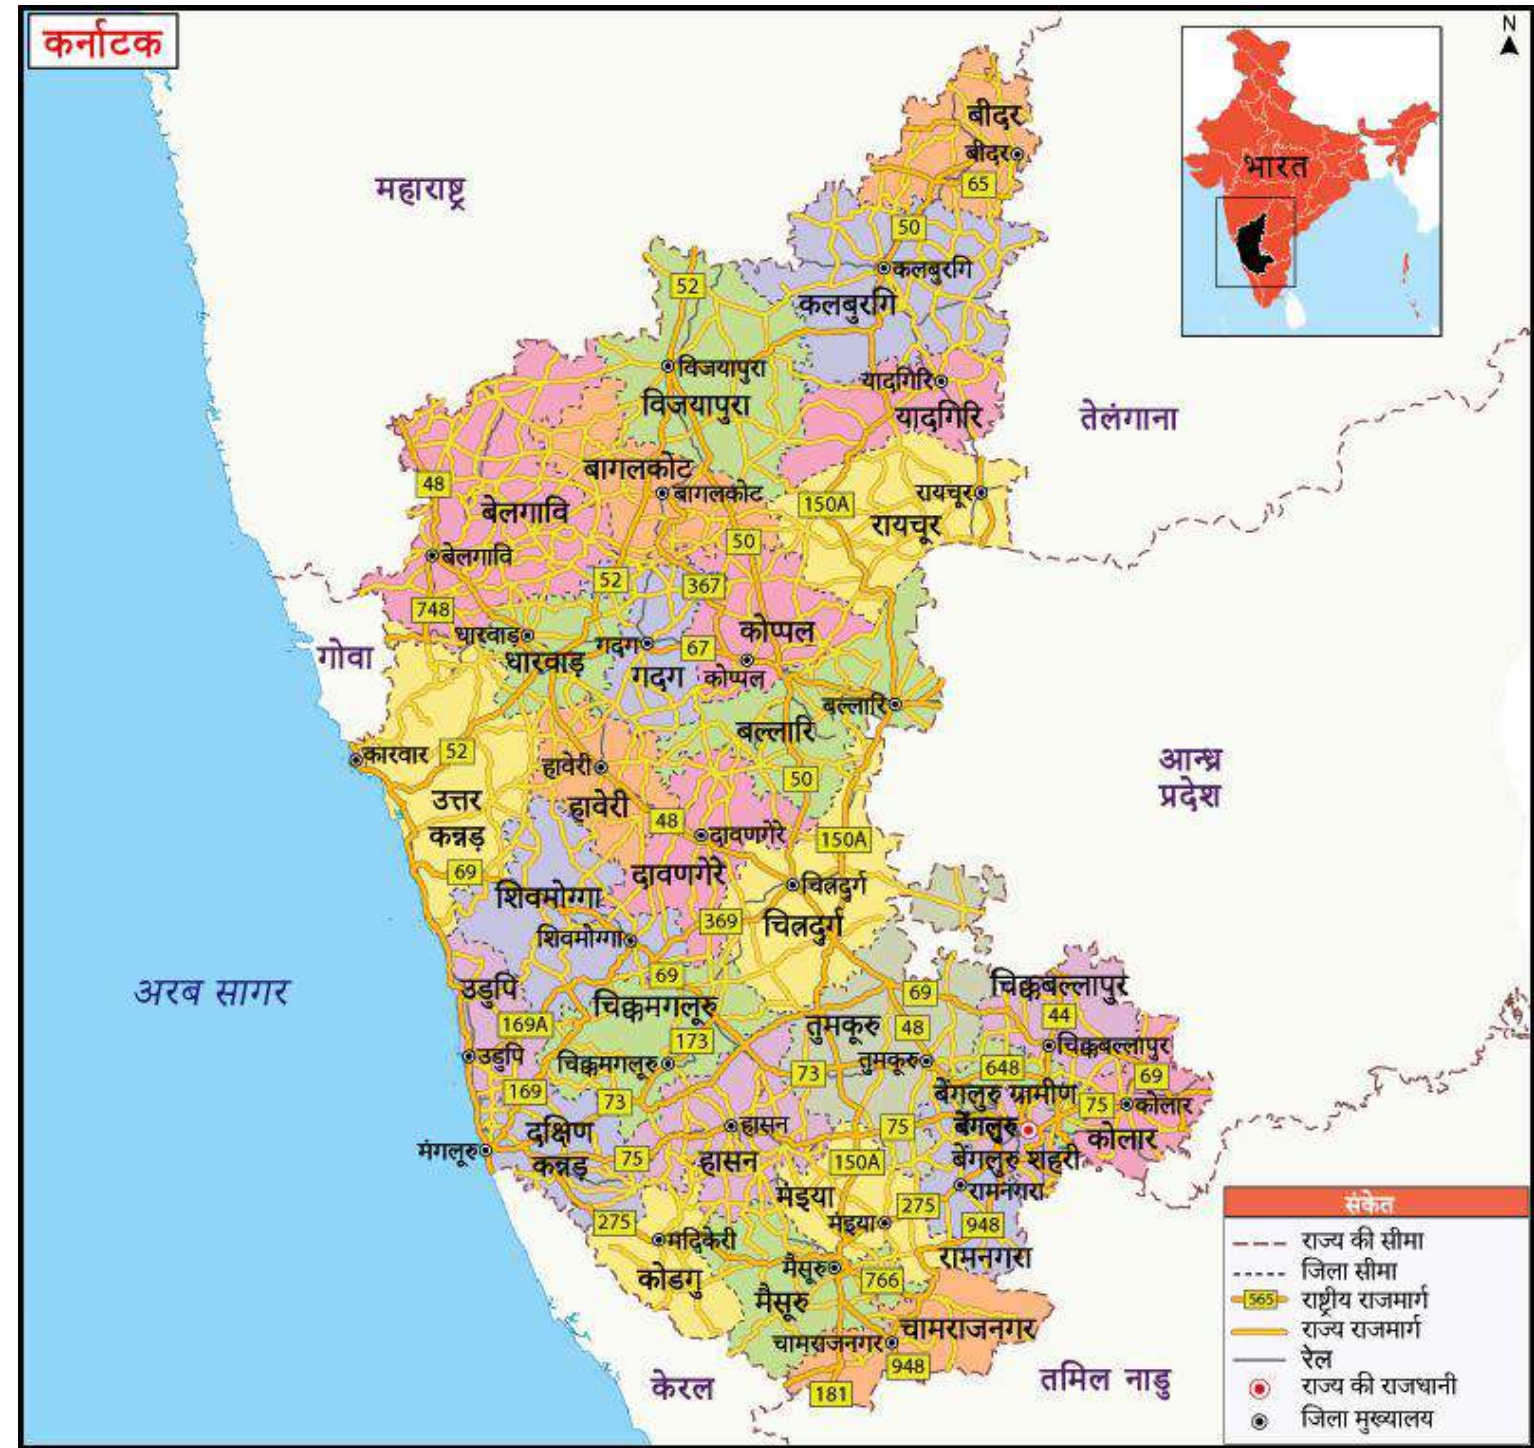 कर्नाटक
N
भारत
महाराष्ट्र
बीदर
बीदर
65
50
कलबुरगि
कलबुरगि
52
विजयापुरा
विजयापुरा
यादगिरि
यादगिरि
तेलंगाना
बागलकोट
बागलकोट
48
बेलगावि
बेलगावि
150A
रायचूर
रायचूर
50
52
367
748
धारवाड़
धारवाड़
गदग
गदग
67
कोप्पल
कोप्पल
गोवा
बल्लारि
बल्लारि
कारवार
52
उत्तर
कन्नड़
हावेरी
हावेरी
50
48
दावणगेरे
दावणगेरे
150A
आन्ध्र
प्रदेश
69
शिवमोग्गा
शिवमोग्गा
चित्रदुर्ग
चित्रदुर्ग
369
69
अरब सागर
उडुपि
उडुपि
169A
चिक्कमगलूरु
चिक्कमगलूरु
173
तुमकूरु
तुमकूरु
69
48
चिक्कबल्लापुर
44
चिक्कबल्लापुर
648
69
169
73
73
बेंगलुरु ग्रामीण
75
कोलार
कोलार
बेंगलुरु
बेंगलुरु शहरी
दक्षिण
कन्नड़
मंगलूरु
75
हासन
हासन
75
150A
मंड्या
मंड्या
275
रामनगरा
948
रामनगरा
275
मदिकेरी
कोडगु
मैसूरु
मैसूरु
766
चामराजनगर
चामराजनगर
948
181
केरल
तमिल नाडु
संकेत
राज्य की सीमा
जिला सीमा
565 राष्ट्रीय राजमार्ग
राज्य राजमार्ग
रेल
राज्य की राजधानी
जिला मुख्यालय